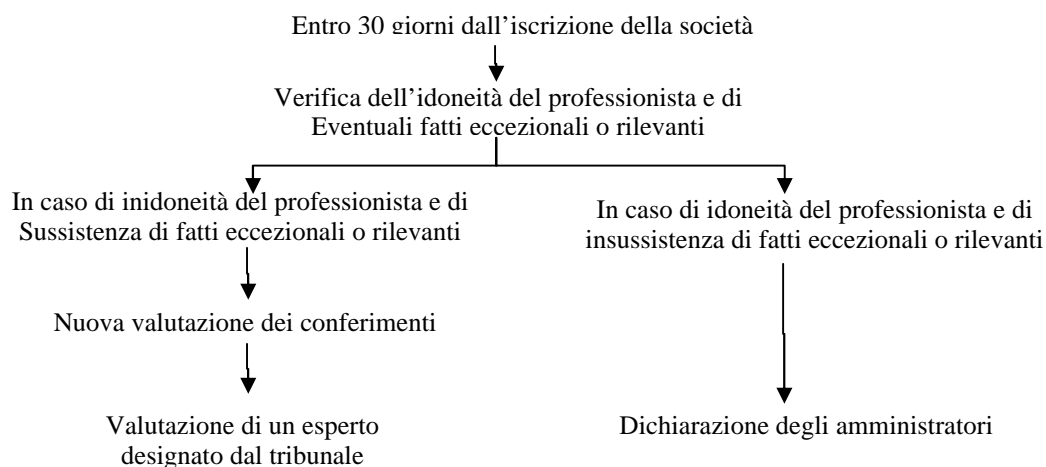 Entro 30 giorni dall’iscrizione della società
Verifica dell’idoneità del professionista e di
Eventuali fatti eccezionali o rilevanti
In caso di inidoneità del professionista e di
Sussistenza di fatti eccezionali o rilevanti
In caso di idoneità del professionista e di
insussistenza di fatti eccezionali o rilevanti
Nuova valutazione dei conferimenti
Valutazione di un esperto
designato dal tribunale
Dichiarazione degli amministratori